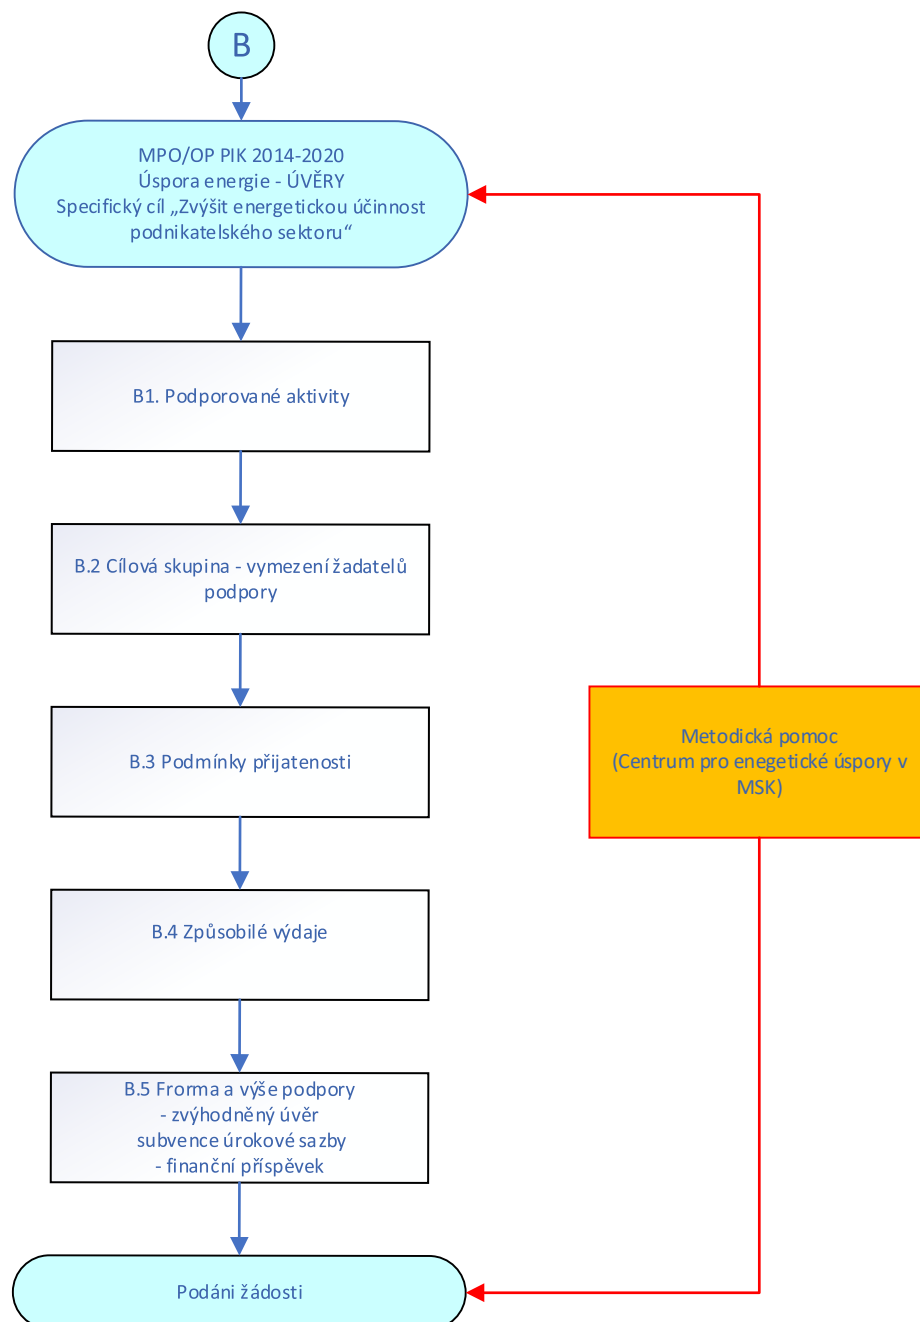 B
MPO/OP PIK 2014-2020
Úspora energie - ÚVĚRY
Specifický cíl „Zvýšit energetickou účinnost
podnikatelského sektoru“
B1. Podporované aktivity
B.2 Cílová skupina - vymezení žadatelů
podpory
B.3 Podmínky přijatenosti
Metodická pomoc
(Centrum pro enegetické úspory v
MSK)
B.4 Způsobilé výdaje
B.5 Frorma a výše podpory
- zvýhodněný úvěr
subvence úrokové sazby
- finanční příspěvek
Podáni žádosti